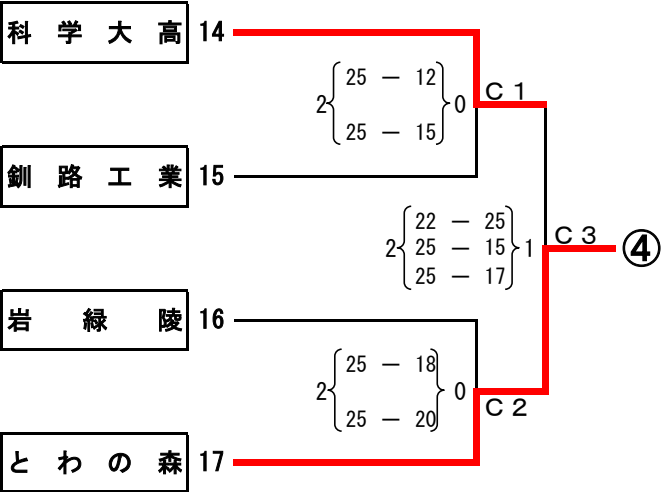 科学大高 14
25 — 12
2 0 C1
25 — 15
釧路工業 15
22 — 25 C3
2 25 — 15 1 ④
25 — 17
岩緑陵 16
25 — 18
2 0
25 — 20 C2
とわの森 17